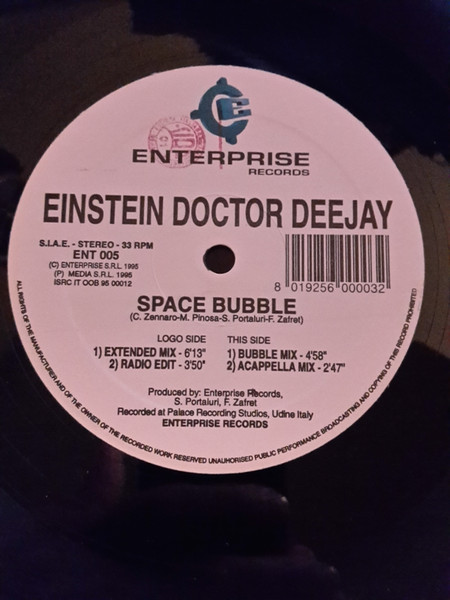 E
ENTERPRISE
RECORDS
EINSTEIN DOCTOR DEEJAY
S.I.A.E. - STEREO - 33 RPM
ENT 005
(C) ENTERPRISE S.R.L. 1995
(P) MEDIA S.R.L. 1995
ISRC IT OOB 95 00012
8 019256 000032
SPACE BUBBLE
(C. Zennaro-M. Pinosa-S. Portaluri-F. Zafret)
LOGO SIDE
1) EXTENDED MIX - 6'13"
2) RADIO EDIT - 3'50"
THIS SIDE
1) BUBBLE MIX - 4'58"
2) ACAPPELLA MIX - 2'47"
Produced by: Enterprise Records,
S. Portaluri, F. Zafret
Recorded at Palace Recording Studios, Udine Italy
ENTERPRISE RECORDS
ALL RIGHTS OF THE MANUFACTURER AND OF THE OWNER OF THE RECORDED WORK RESERVED UNAUTHORISED PUBLIC PERFORMANCE BROADCASTING AND COPYING OF THIS RECORD PROHIBITED